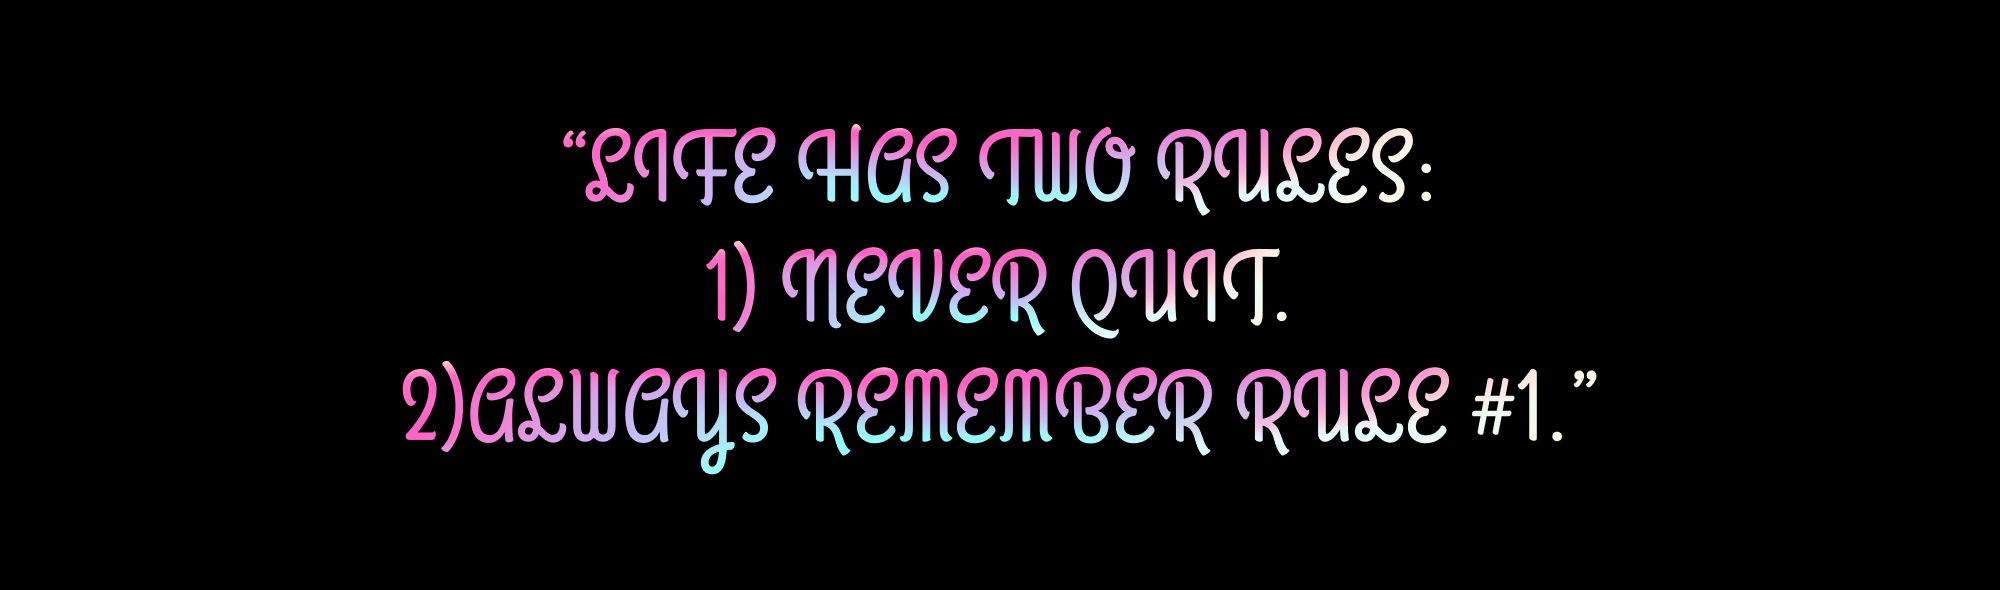 “LIFE HAS TWO RULES:
1) NEVER QUIT.
2)ALWAYS REMEMBER RULE #1.”